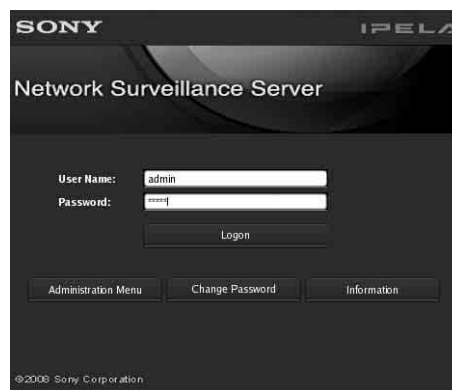 SONY
IPELA
Network Surveillance Server
User Name: admin
Password: *****
Logon
Administration Menu Change Password Information
©2008 Sony Corporation